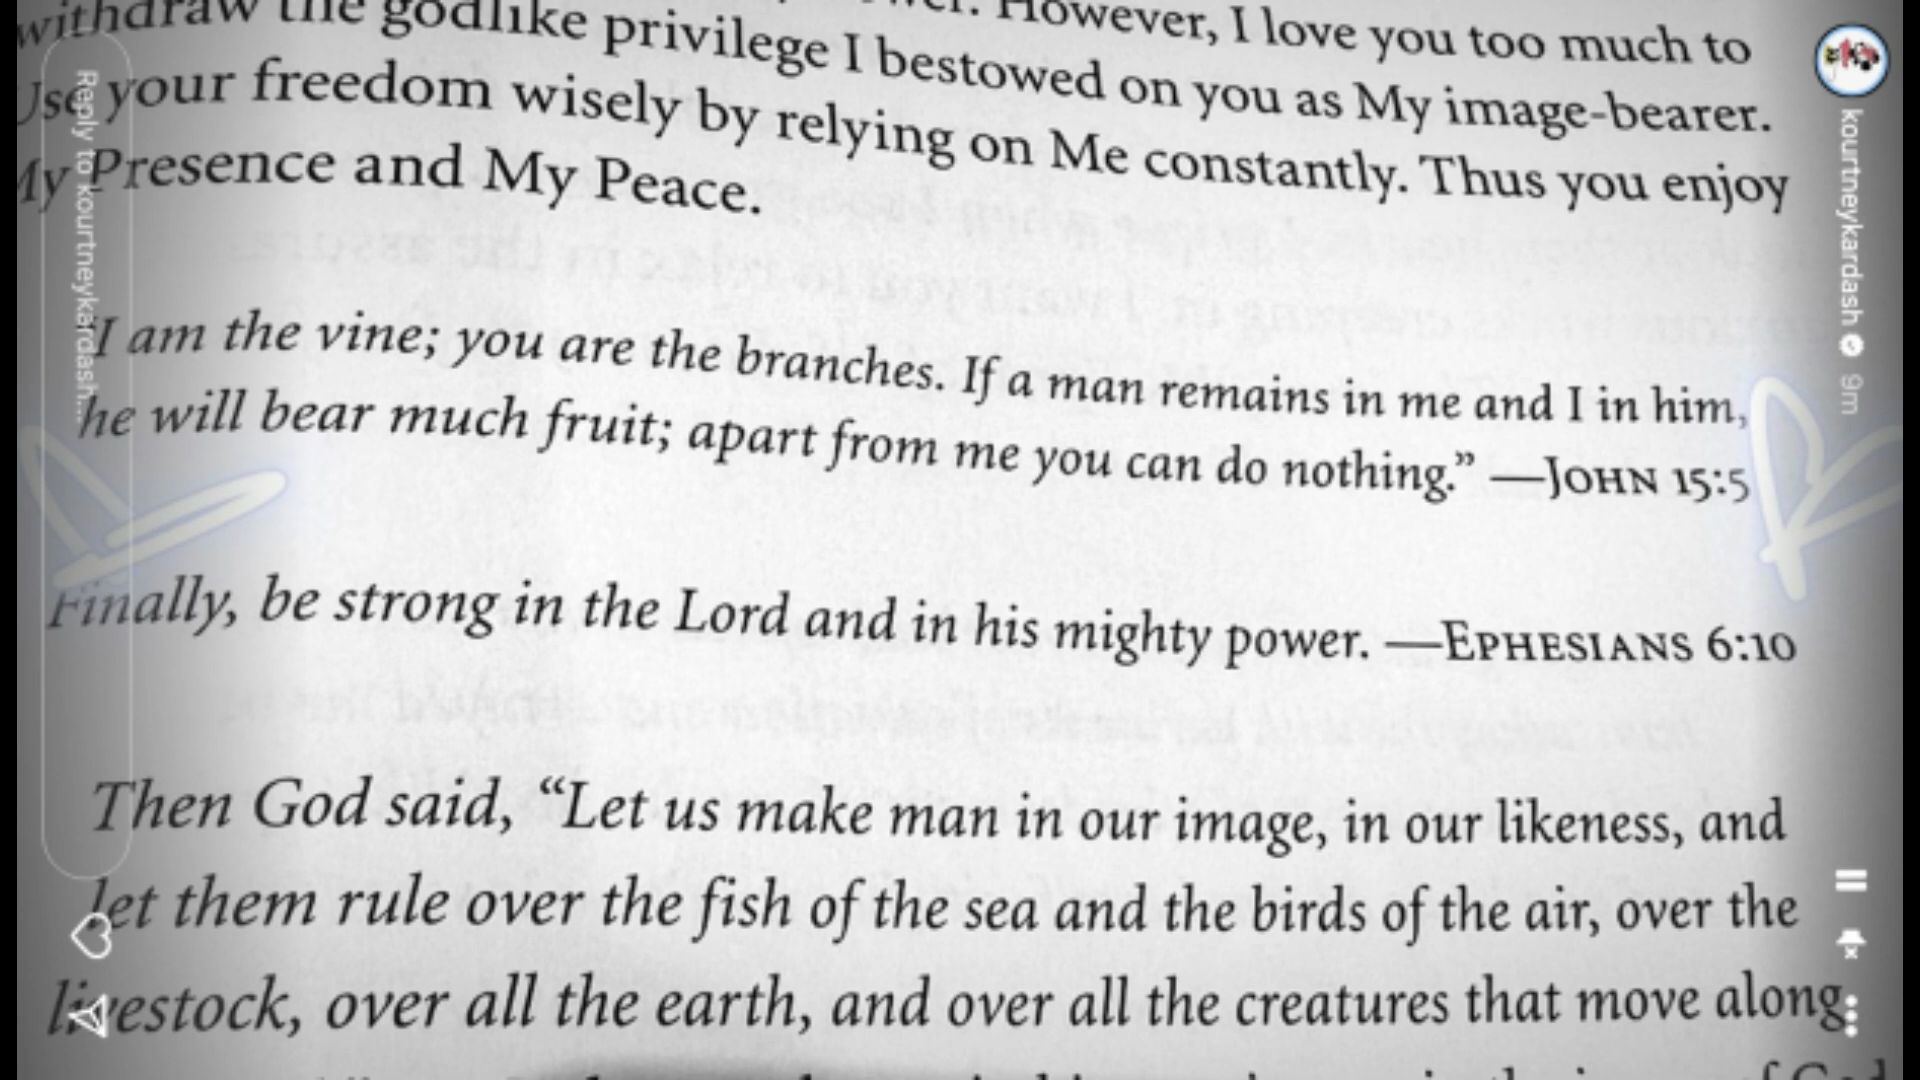 However, I love you too much to
withdraw the godlike privilege I bestowed on you as My image-bearer.
Use your freedom wisely by relying on Me constantly. Thus you enjoy
My Presence and My Peace.
"I am the vine; you are the branches. If a man remains in me and I in him,
he will bear much fruit; apart from me you can do nothing.” —JOHN 15:5
Finally, be strong in the Lord and in his mighty power. —EPHESIANS 6:10
Then God said, “Let us make man in our image, in our likeness, and
let them rule over the fish of the sea and the birds of the air, over the
livestock, over all the earth, and over all the creatures that move along
kourtneykardash 9m
Reply to kourtneykardash...